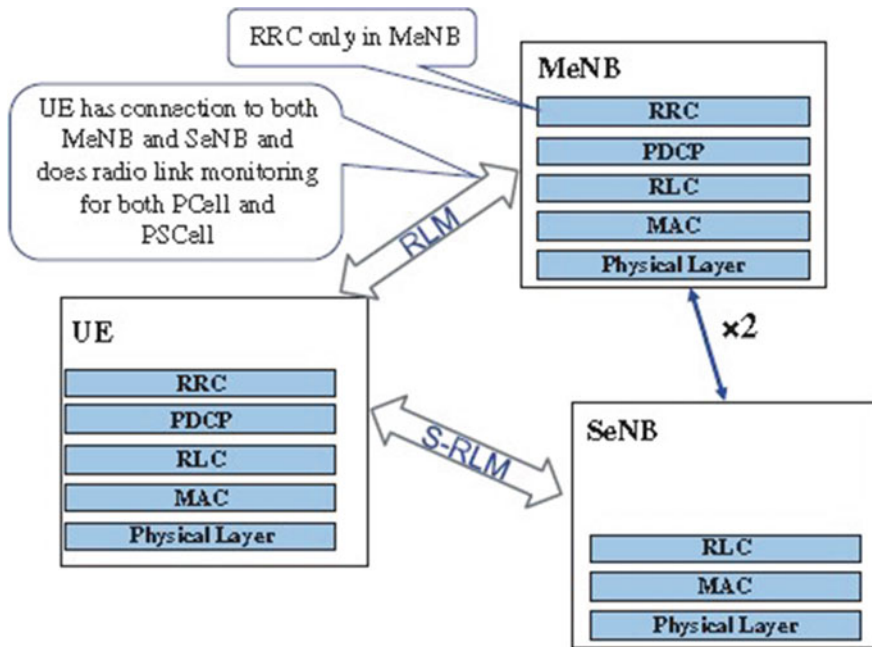 RRC only in MeNB
UE has connection to both
MeNB and SeNB and
does radio link monitoring
for both PCell and
PSCell
MeNB
RRC
PDCP
RLC
MAC
Physical Layer
RLM
×2
UE
RRC
PDCP
RLC
MAC
Physical Layer
S-RLM
SeNB
RLC
MAC
Physical Layer